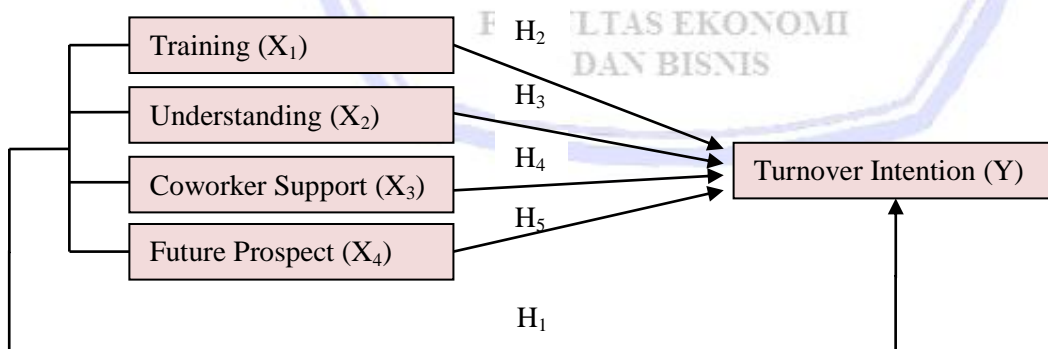 F LTAS EKONOMI
DAN BISNIS
Training (X₁)
H₂
Understanding (X₂)
H₃
Coworker Support (X₃)
H₄
Turnover Intention (Y)
Future Prospect (X₄)
H₅
H₁